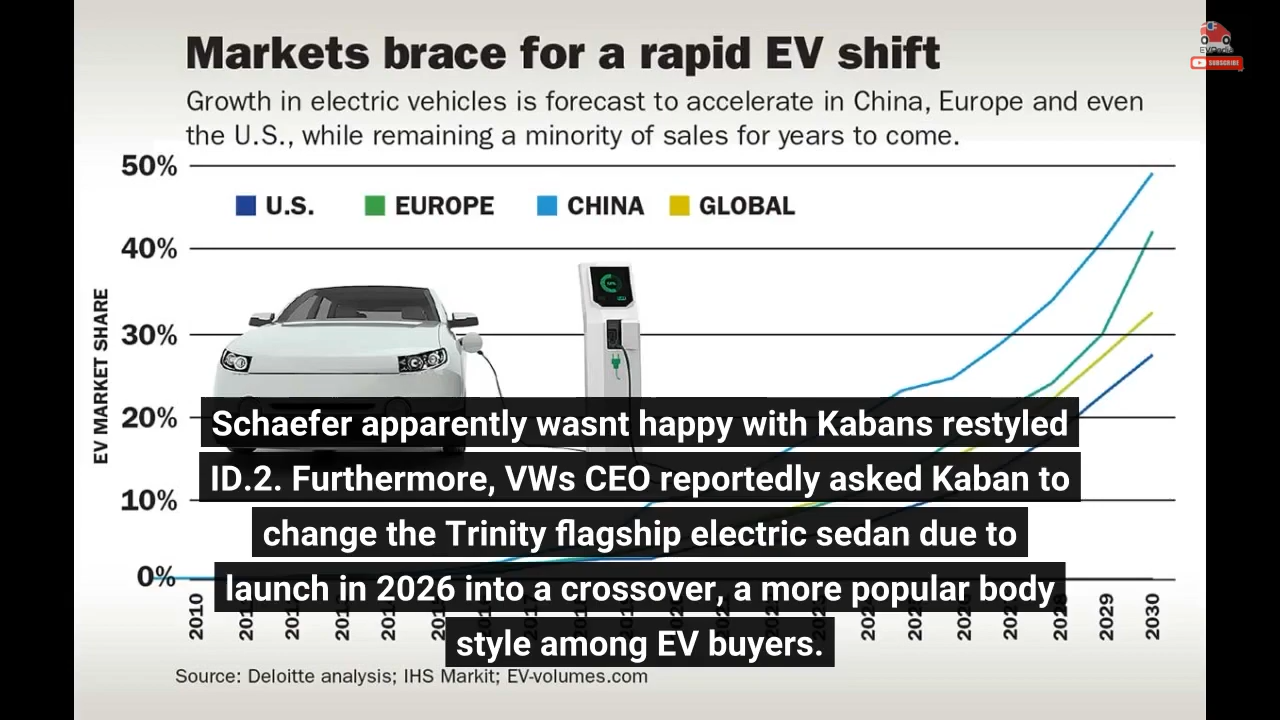 Markets brace for a rapid EV shift
EVPedia
SUBSCRIBE
Growth in electric vehicles is forecast to accelerate in China, Europe and even
the U.S., while remaining a minority of sales for years to come.
50%
U.S.
EUROPE
CHINA
GLOBAL
40%
30%
20%
10%
0%
EV MARKET SHARE
Schaefer apparently wasnt happy with Kabans restyled
ID.2. Furthermore, VWs CEO reportedly asked Kaban to
change the Trinity flagship electric sedan due to
launch in 2026 into a crossover, a more popular body
style among EV buyers.
2010
2029
2030
Source: Deloitte analysis; IHS Markit; EV-volumes.com